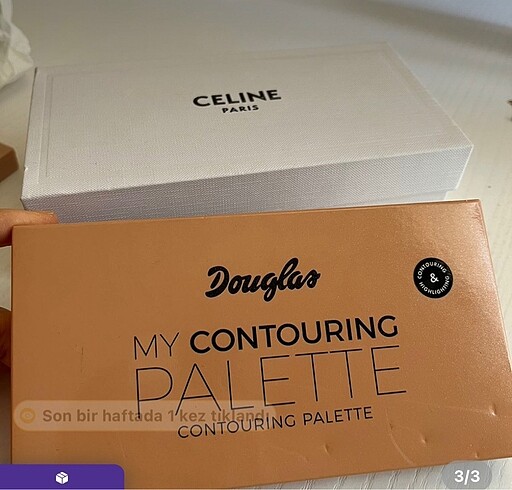 CELINE
PARIS
Douglas
CONTOURING & HIGHLIGHTING
MY CONTOURING
PALETTE
Son bir haftada 1 kez tıklandı
CONTOURING PALETTE
3/3